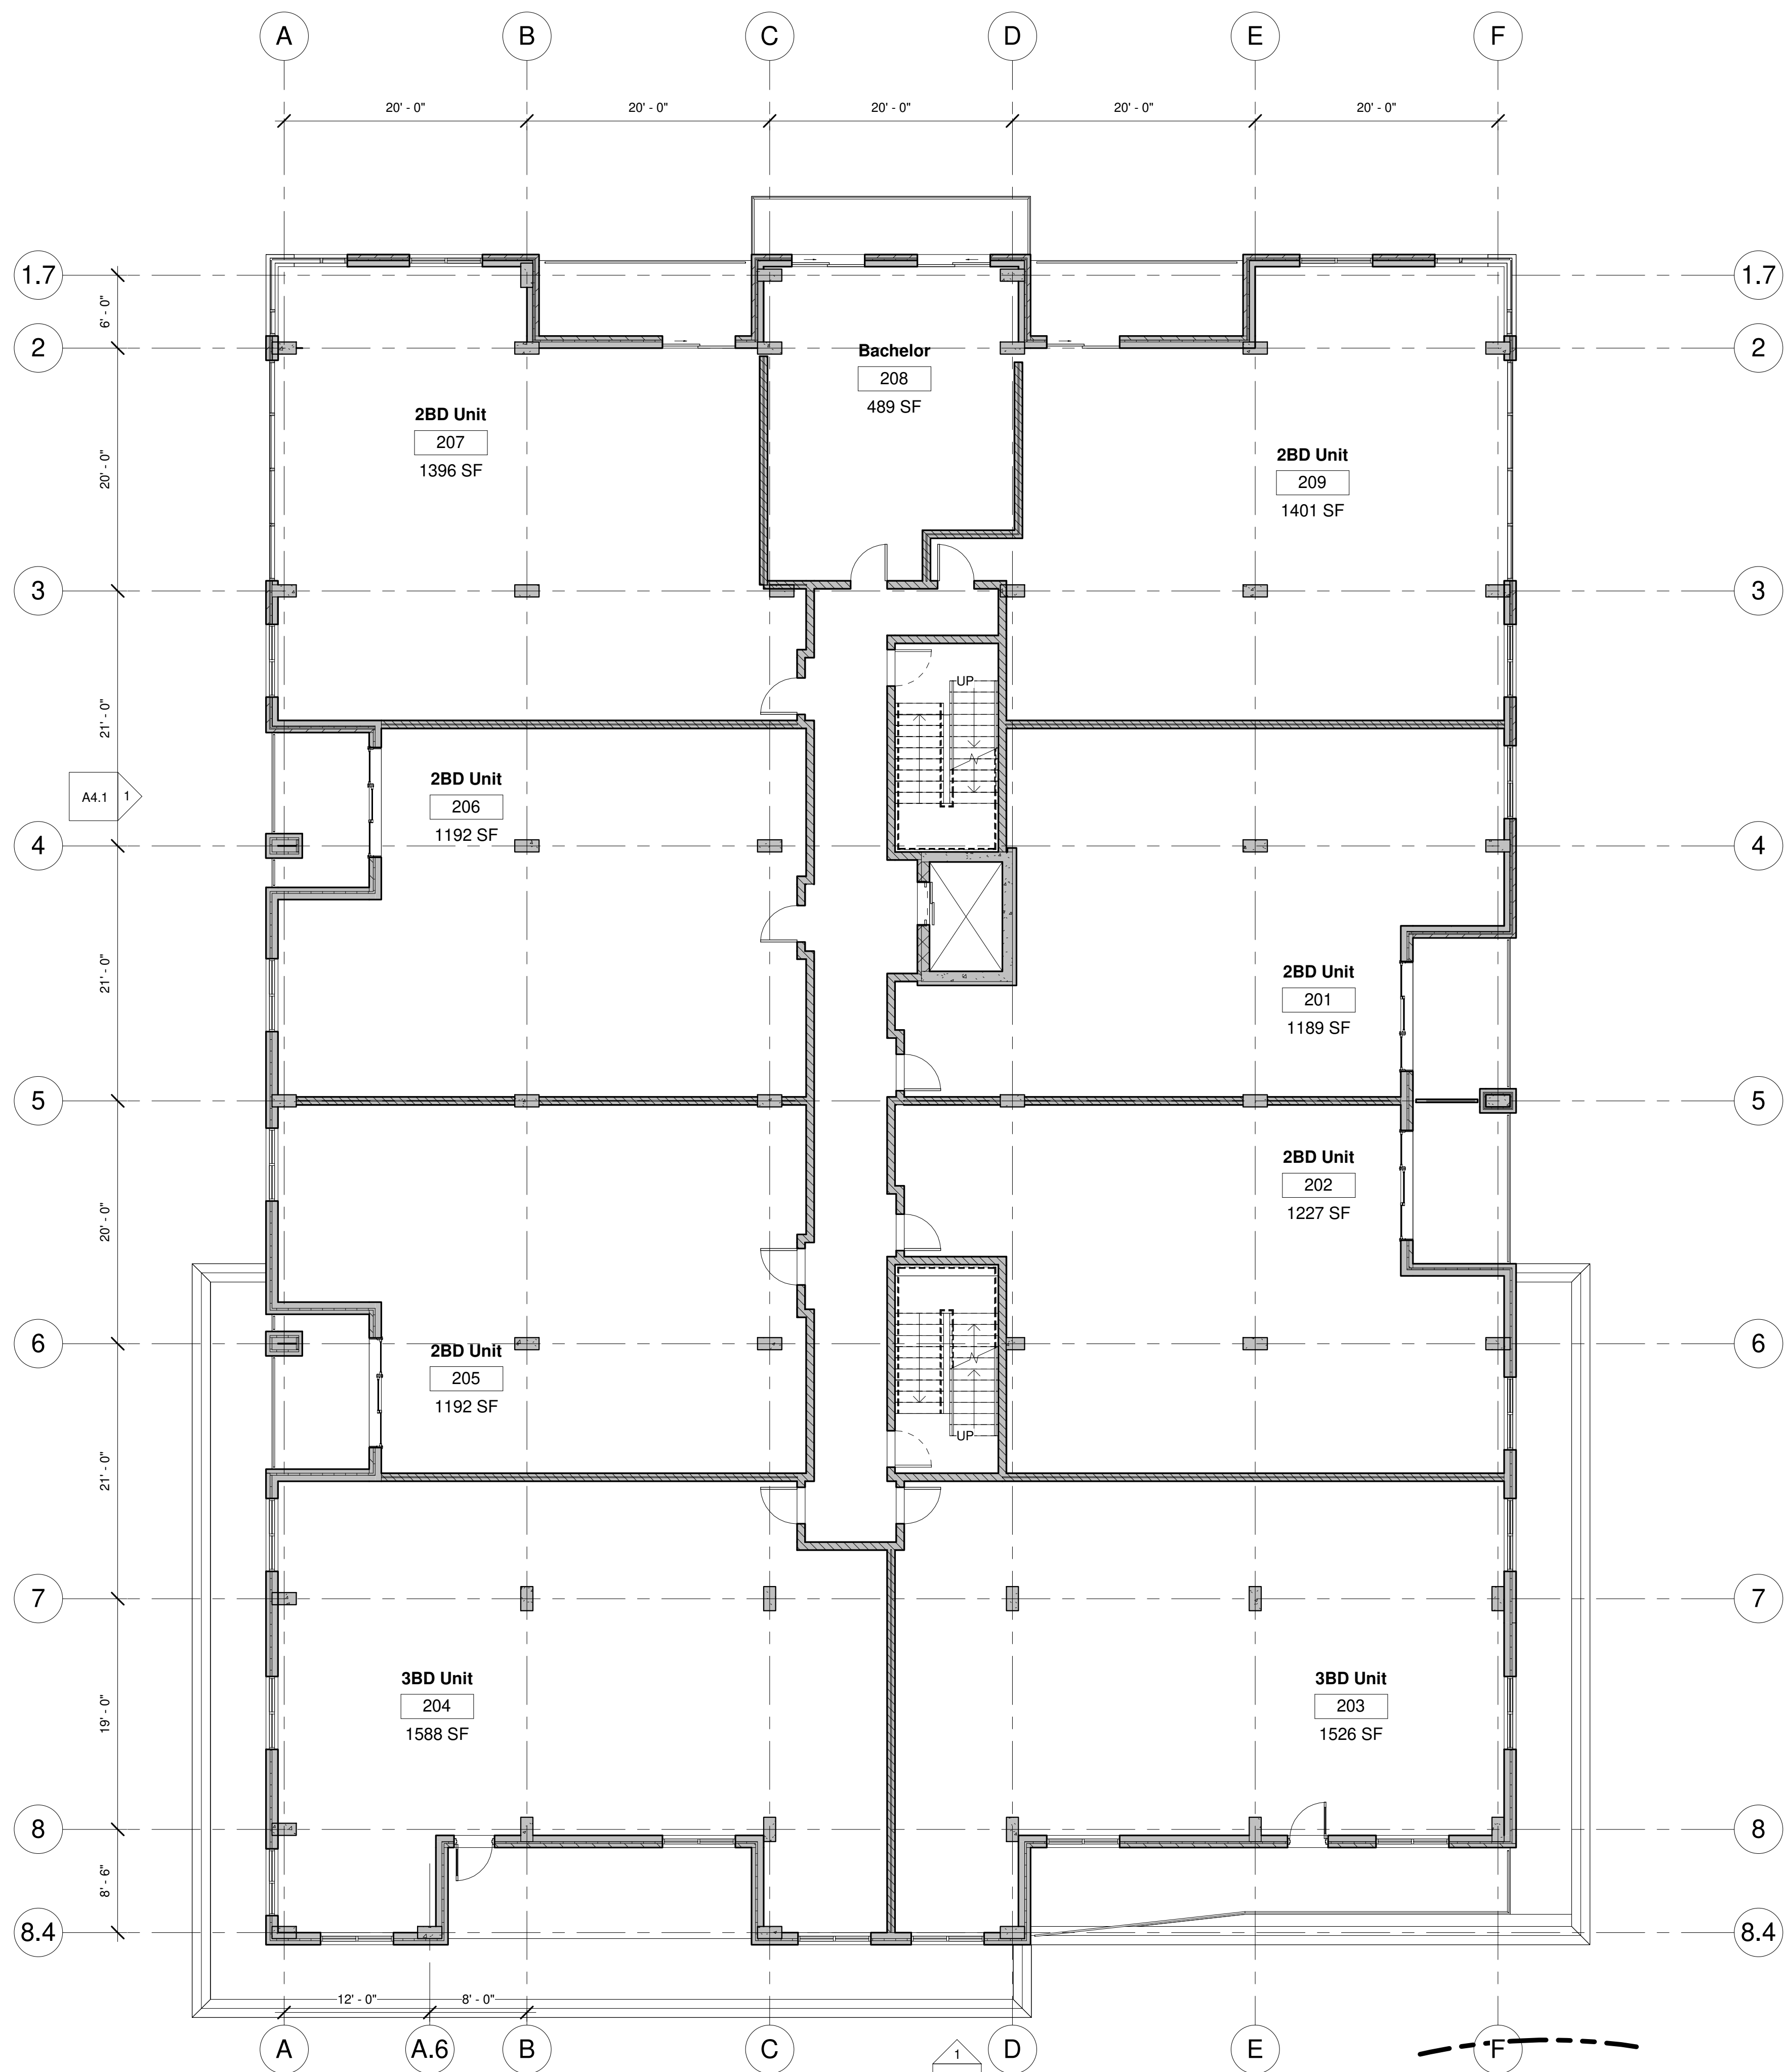 A B C D E F
20' - 0" 20' - 0" 20' - 0" 20' - 0" 20' - 0"
1.7 1.7
6' - 0"
2 2
Bachelor
208
489 SF
2BD Unit
207
1396 SF
2BD Unit
209
1401 SF
20' - 0"
3 3
UP
21' - 0"
2BD Unit
206
1192 SF
A4.1 1
4 4
21' - 0"
2BD Unit
201
1189 SF
5 5
2BD Unit
202
1227 SF
20' - 0"
6 6
2BD Unit
205
1192 SF
UP
21' - 0"
7 7
3BD Unit
204
1588 SF
3BD Unit
203
1526 SF
19' - 0"
8 8
8' - 6"
8.4 8.4
12' - 0" 8' - 0"
A A.6 B C D E F
1